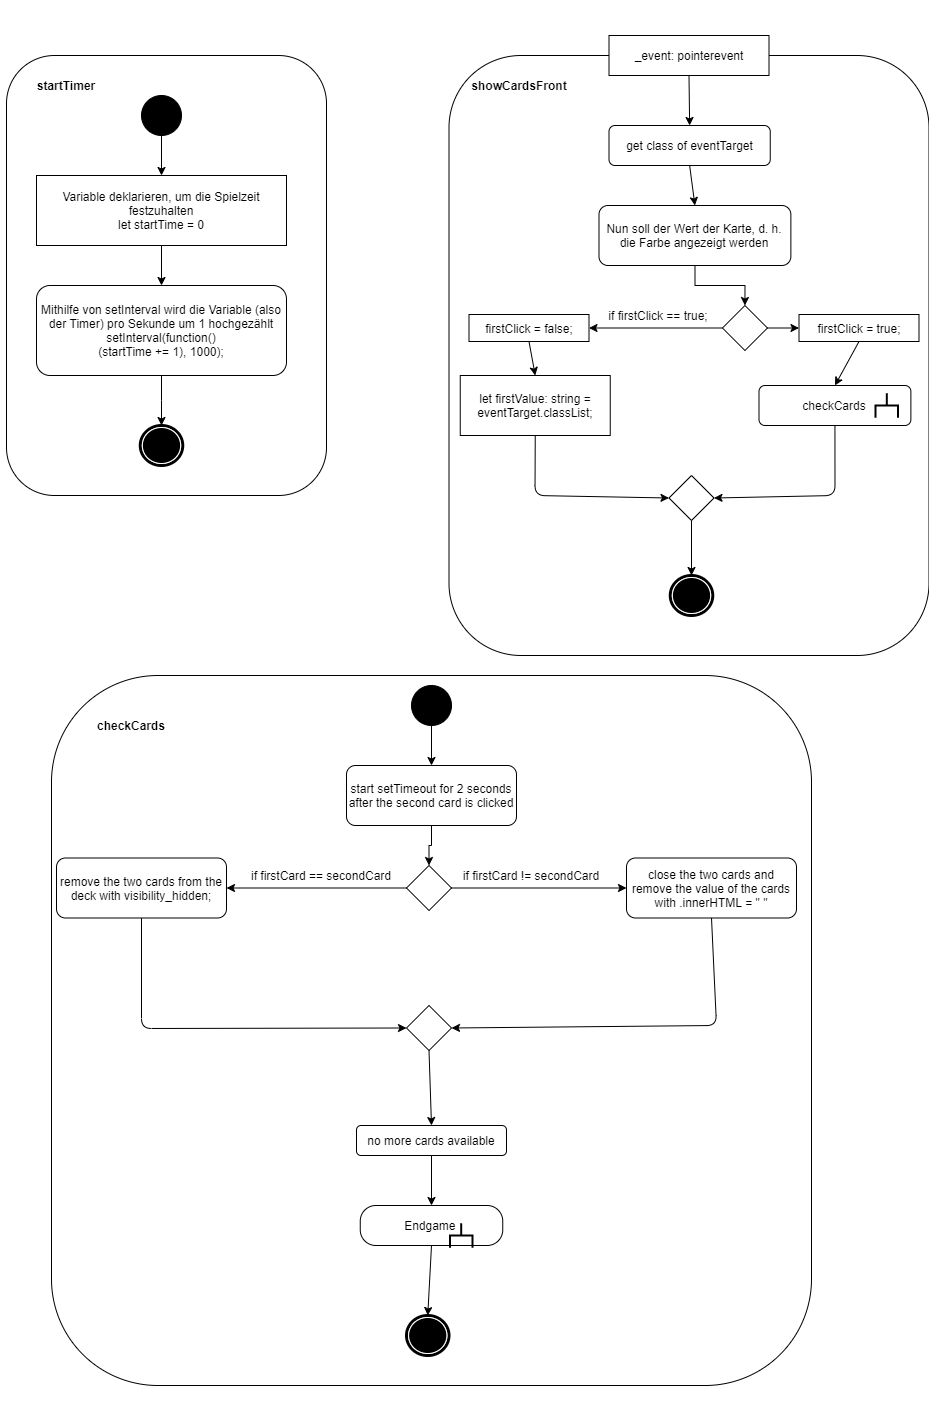 startTimer
Variable deklarieren, um die Spielzeit
festzuhalten
let startTime = 0
Mithilfe von setInterval wird die Variable (also
der Timer) pro Sekunde um 1 hochgezählt
setInterval(function()
(startTime += 1), 1000);
_event: pointerevent
showCardsFront
get class of eventTarget
Nun soll der Wert der Karte, d. h.
die Farbe angezeigt werden
if firstClick == true;
firstClick = false;
firstClick = true;
let firstValue: string =
eventTarget.classList;
checkCards
checkCards
start setTimeout for 2 seconds
after the second card is clicked
if firstCard == secondCard
if firstCard != secondCard
remove the two cards from the
deck with visibility_hidden;
close the two cards and
remove the value of the cards
with .innerHTML = " "
no more cards available
Endgame